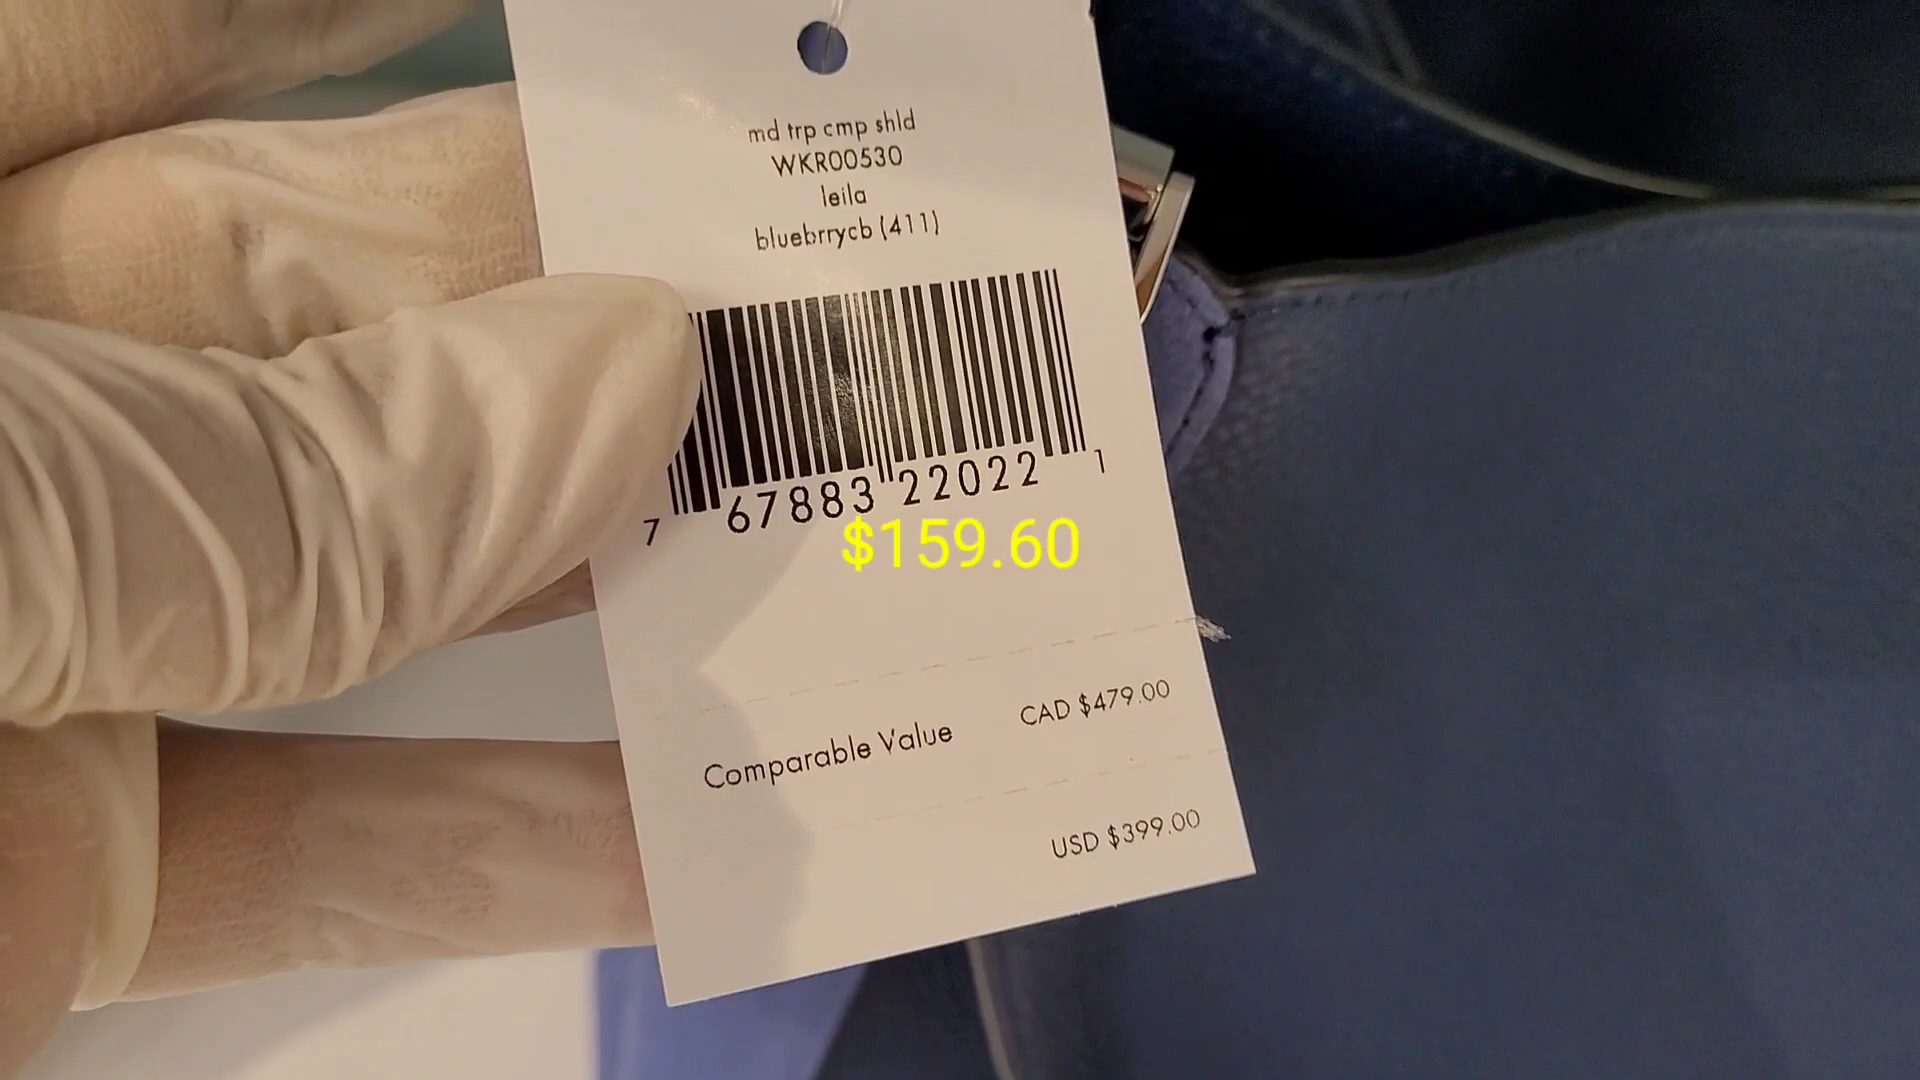 md trp cmp shld
WKR00530
leila
bluebrrycb (411)
7 67883 22022 1
$159.60
Comparable Value CAD $479.00
USD $399.00